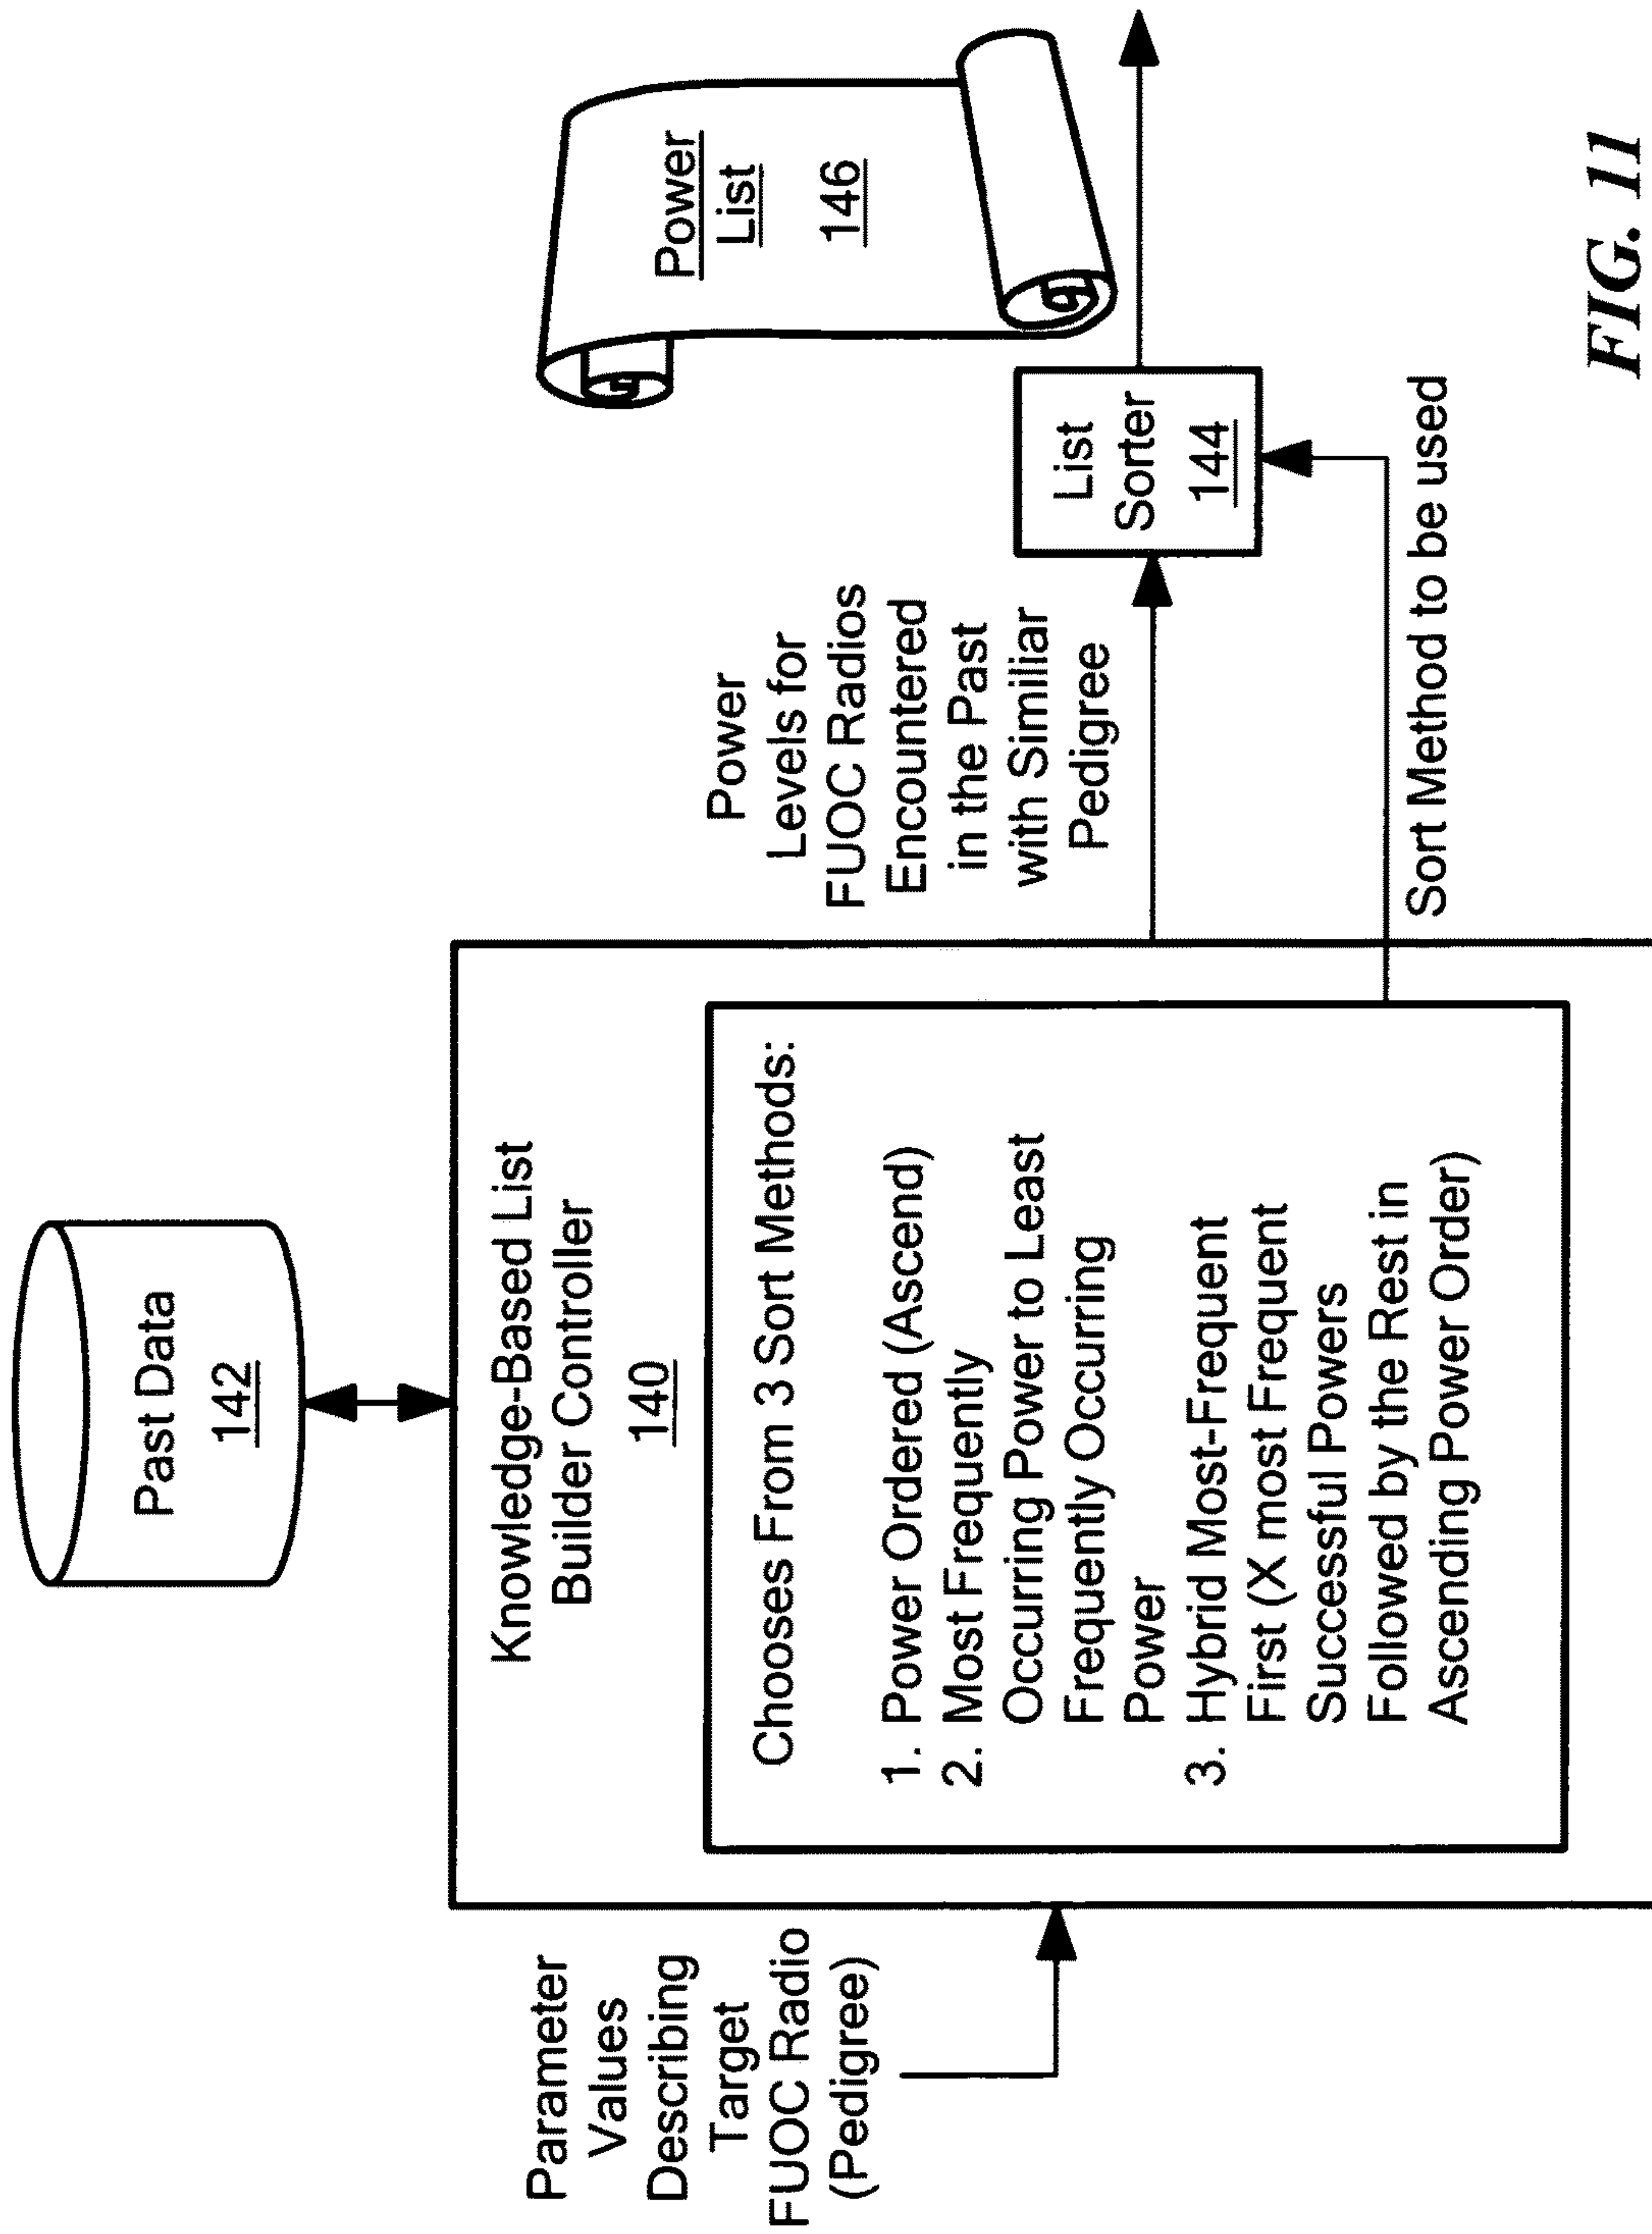 Past Data
142
Knowledge-Based List
Builder Controller
140
Chooses From 3 Sort Methods:
1. Power Ordered (Ascend)
2. Most Frequently
Occurring Power to Least
Frequently Occurring
Power
3. Hybrid Most-Frequent
First (X most Frequent
Successful Powers
Followed by the Rest in
Ascending Power Order)
Parameter
Values
Describing
Target
FUOC Radio
(Pedigree)
Power
Levels for
FUOC Radios
Encountered
in the Past
with Similiar
Pedigree
Sort Method to be used
List
Sorter
144
Power
List
146
FIG. 11